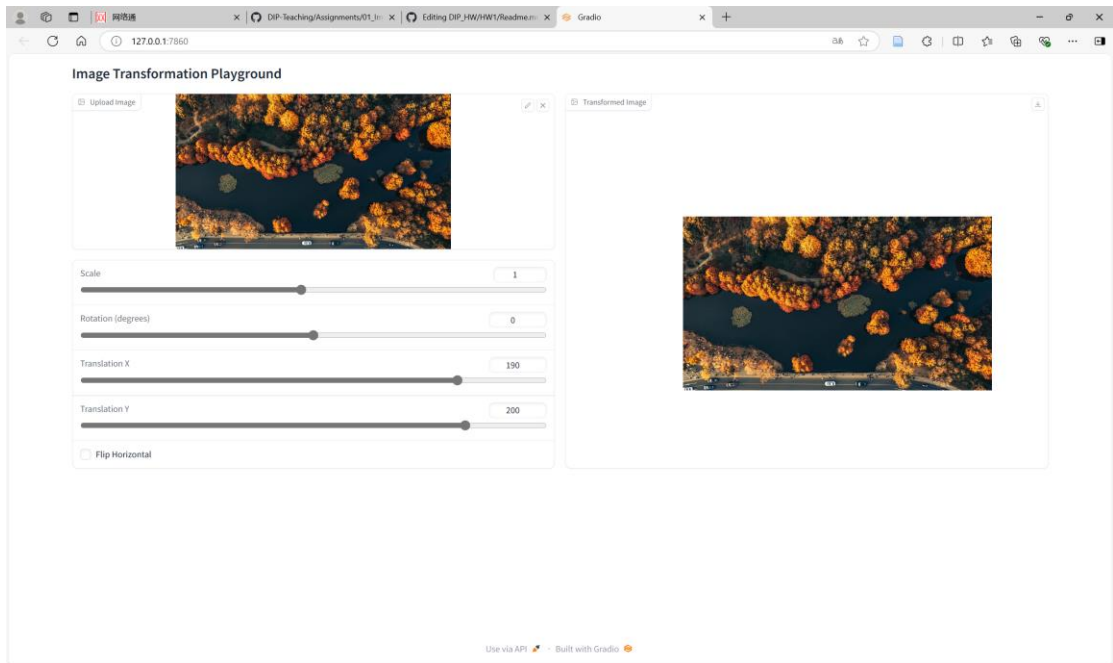 网络通
DIP-Teaching/Assignments/01_Im
Editing DIP_HW/HW1/Readme.m
Gradio
127.0.0.1:7860
Image Transformation Playground
Upload Image
Transformed Image
Scale
1
Rotation (degrees)
0
Translation X
190
Translation Y
200
Flip Horizontal
Use via API · Built with Gradio